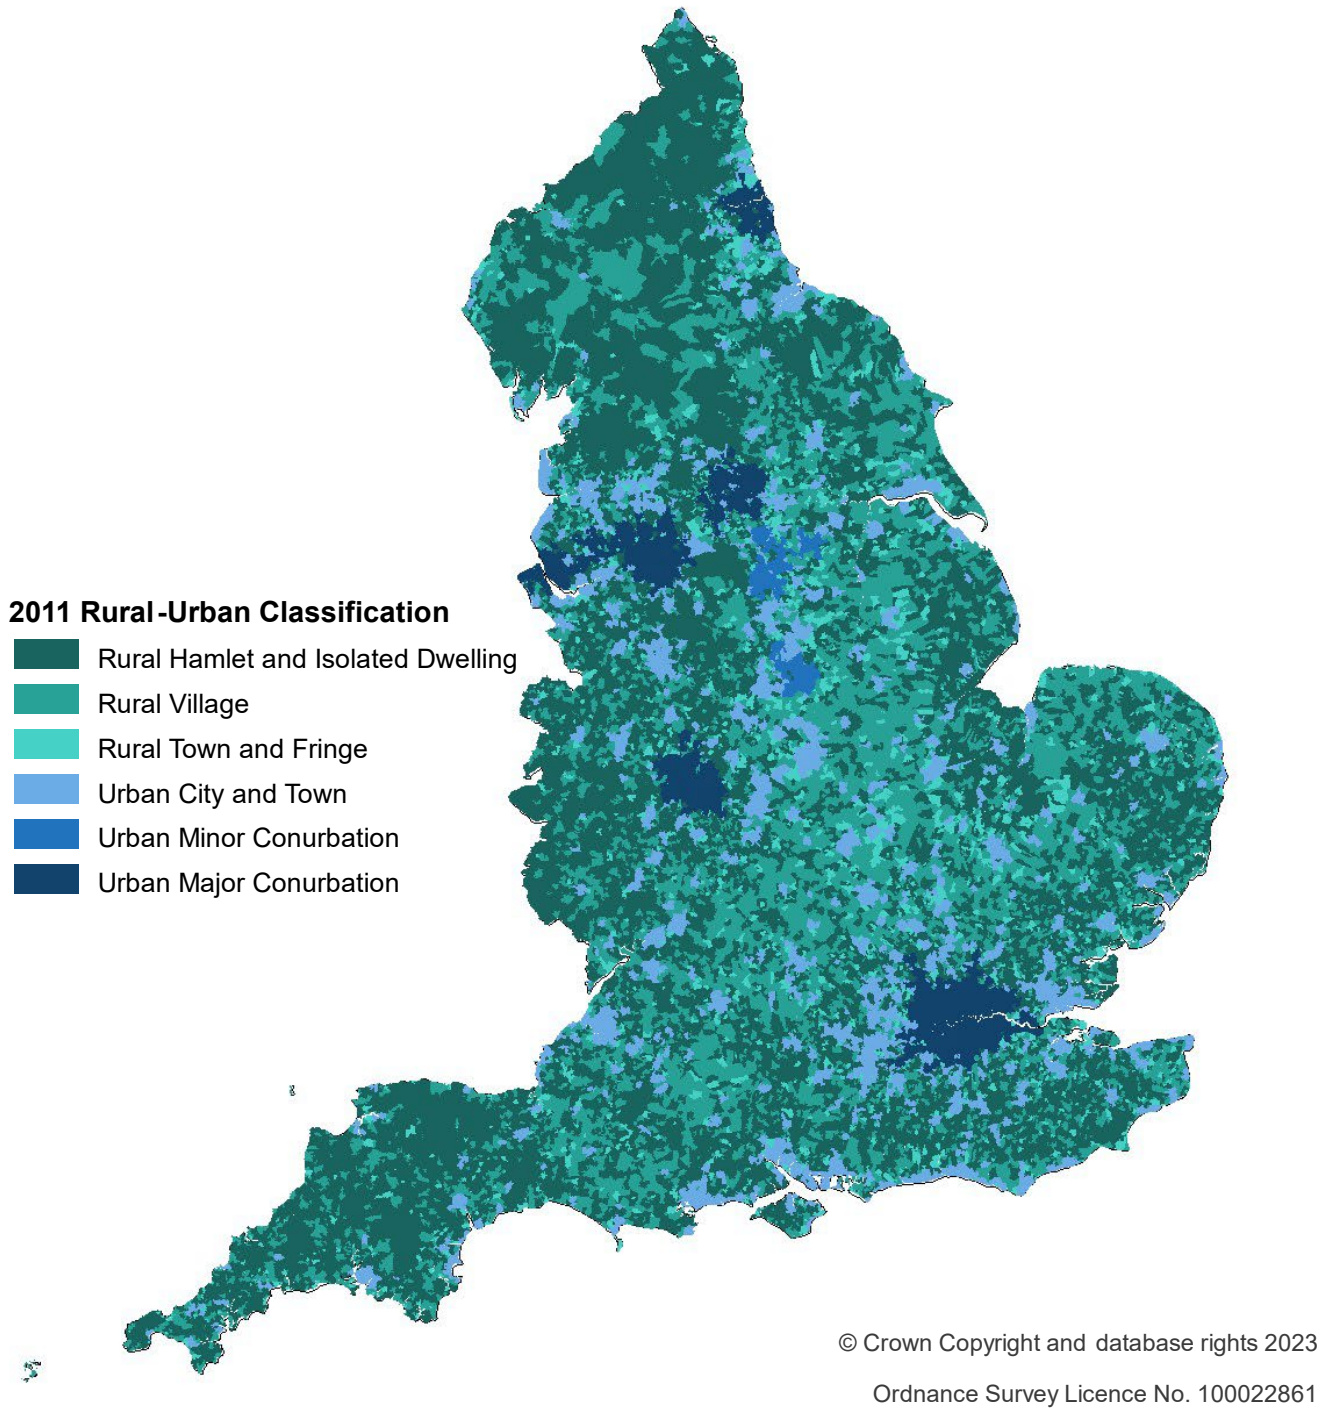 2011 Rural-Urban Classification
Rural Hamlet and Isolated Dwelling
Rural Village
Rural Town and Fringe
Urban City and Town
Urban Minor Conurbation
Urban Major Conurbation
© Crown Copyright and database rights 2023
Ordnance Survey Licence No. 100022861